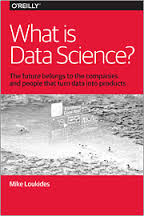 O'REILLY®
What is
Data Science?
The future belongs to the companies
and people that turn data into products
Mike Loukides